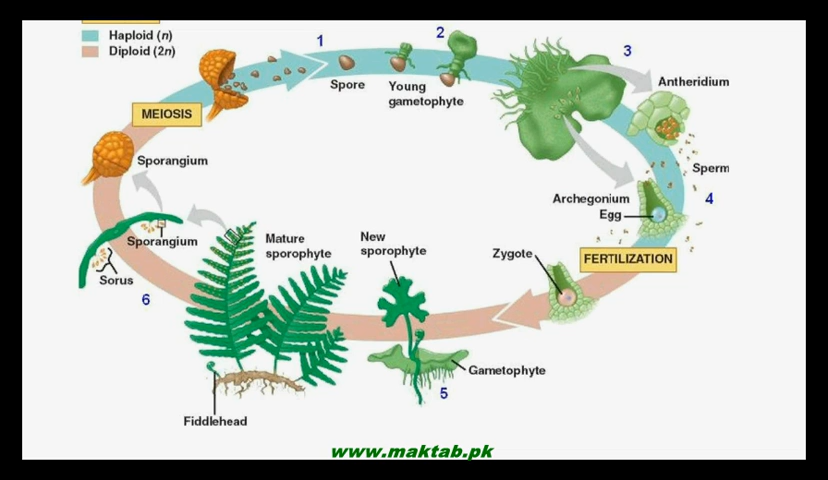 Haploid (n)
Diploid (2n)
1
2
3
Spore
Young
gametophyte
Antheridium
MEIOSIS
Sporangium
Sperm
4
Archegonium
Egg
Sporangium
Mature
sporophyte
New
sporophyte
Zygote
FERTILIZATION
Sorus
6
Gametophyte
5
Fiddlehead
www.maktab.pk